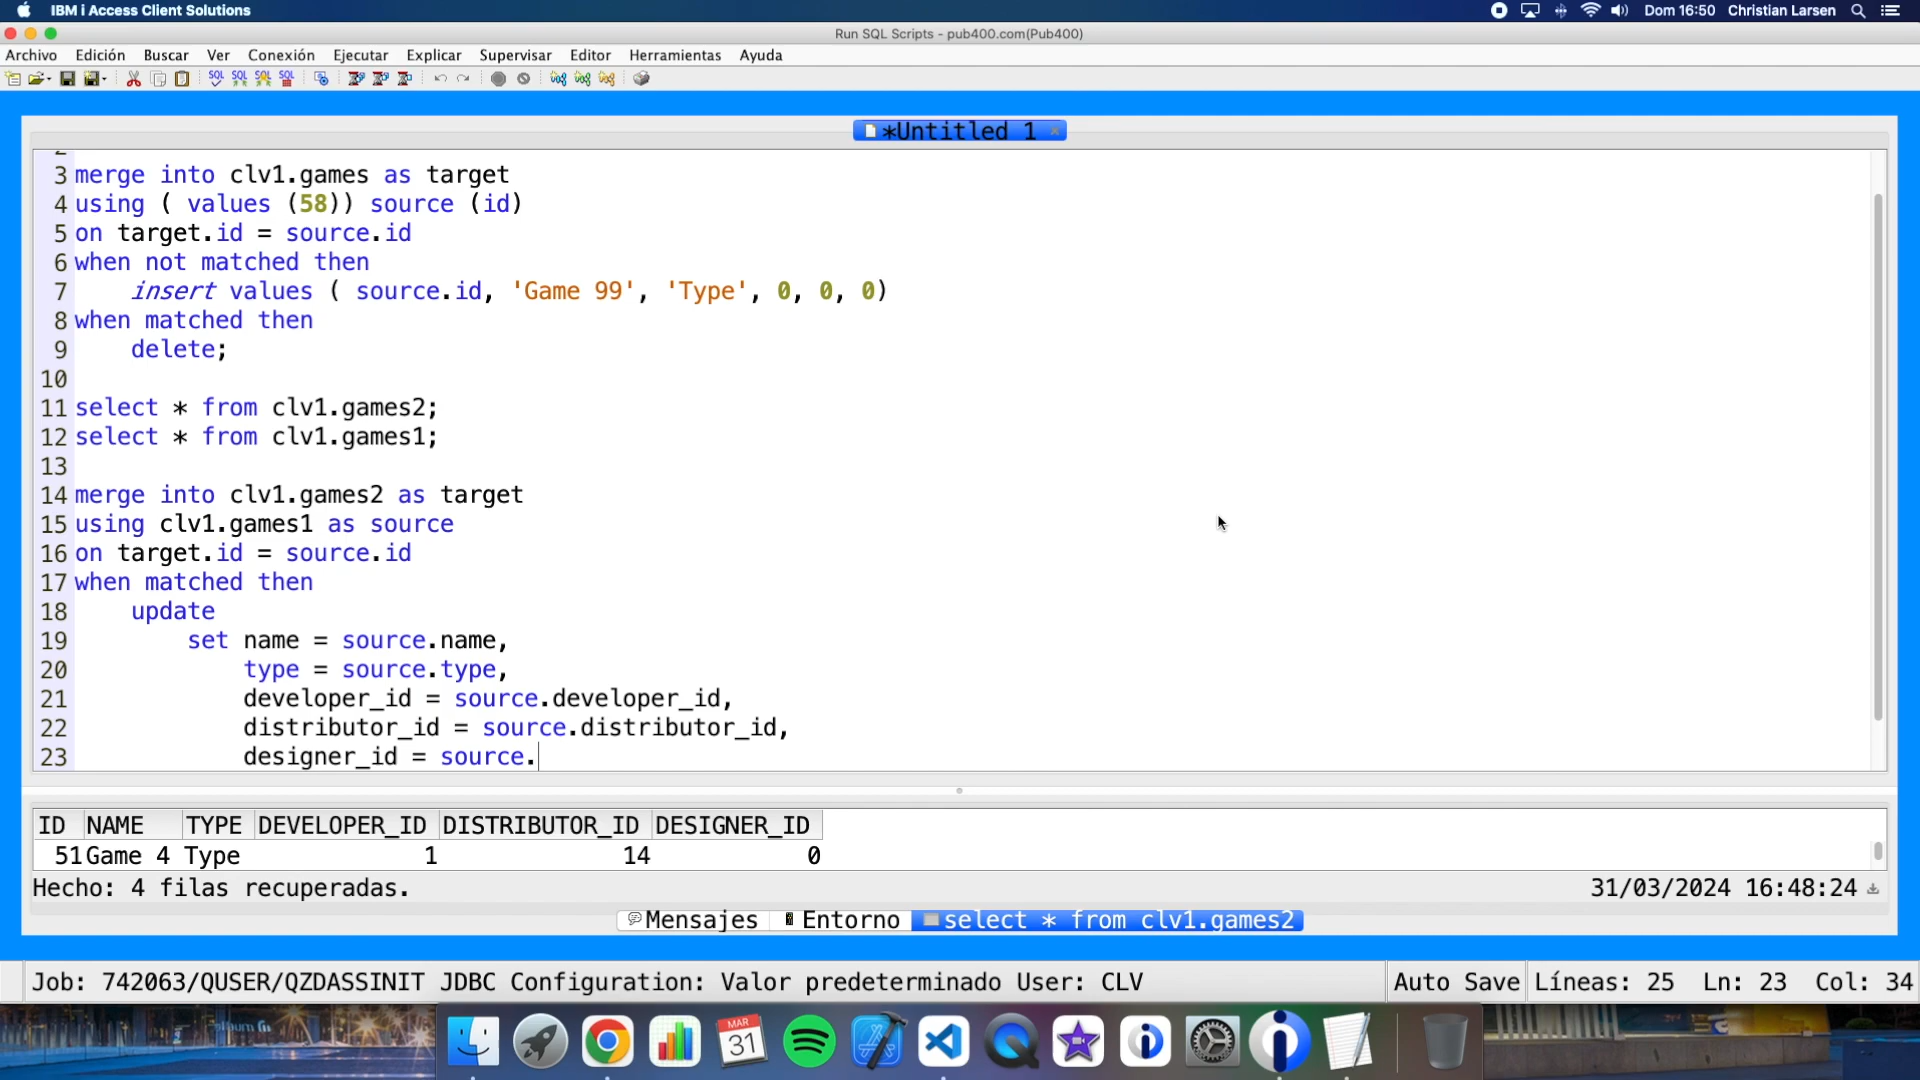 IBM i Access Client Solutions
Dom 16:50 Christian Larsen
Run SQL Scripts - pub400.com(Pub400)
Archivo Edición Buscar Ver Conexión Ejecutar Explicar Supervisar Editor Herramientas Ayuda
SQL SQL SQL SQL
*Untitled 1
3 merge into clv1.games as target
4 using ( values (58)) source (id)
5 on target.id = source.id
6 when not matched then
7 insert values ( source.id, 'Game 99', 'Type', 0, 0, 0)
8 when matched then
9 delete;
10
11 select * from clv1.games2;
12 select * from clv1.games1;
13
14 merge into clv1.games2 as target
15 using clv1.games1 as source
16 on target.id = source.id
17 when matched then
18 update
19 set name = source.name,
20 type = source.type,
21 developer_id = source.developer_id,
22 distributor_id = source.distributor_id,
23 designer_id = source.
ID NAME TYPE DEVELOPER_ID DISTRIBUTOR_ID DESIGNER_ID
51 Game 4 Type 1 14 0
Hecho: 4 filas recuperadas. 31/03/2024 16:48:24
Mensajes Entorno select * from clv1.games2
Job: 742063/QUSER/QZDASSINIT JDBC Configuration: Valor predeterminado User: CLV Auto Save Líneas: 25 Ln: 23 Col: 34
MAR
31